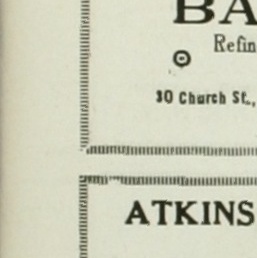 BA
Refin
30 Church St.,
ATKINS